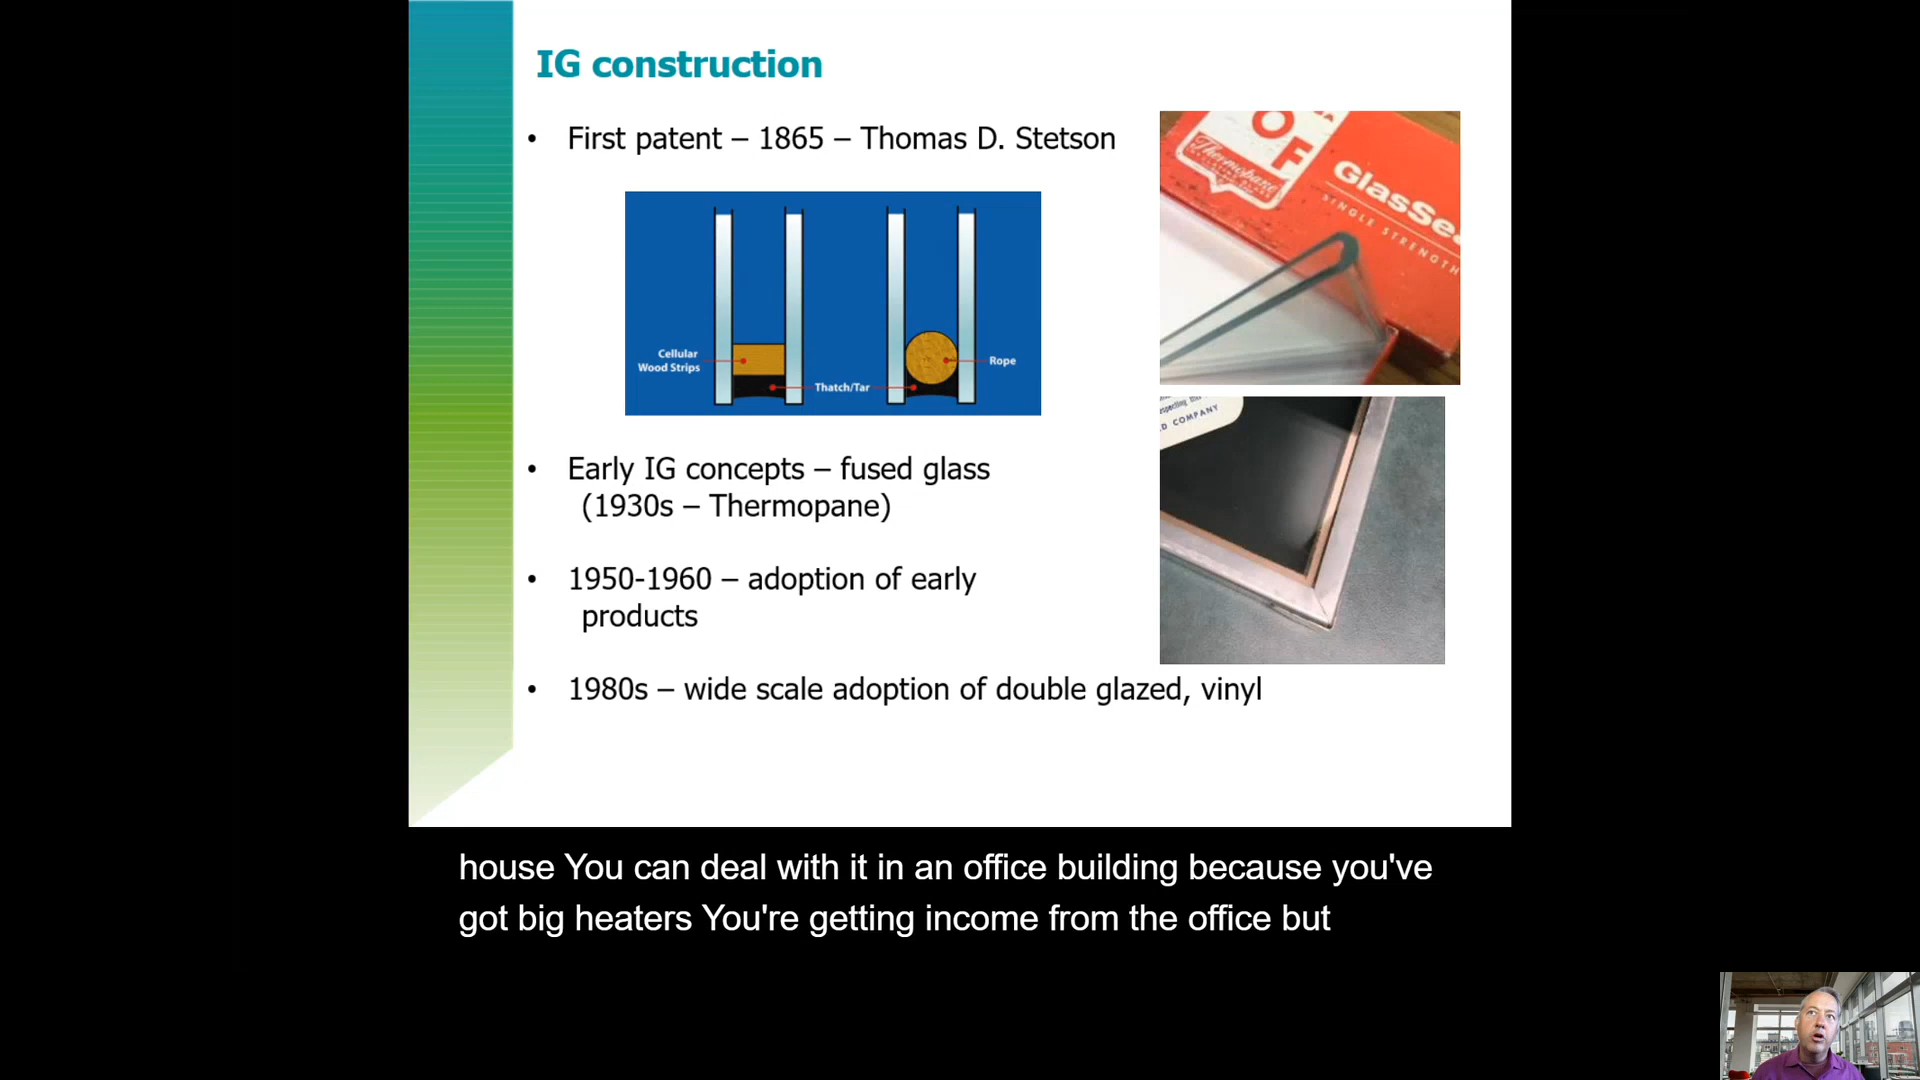 IG construction
• First patent – 1865 – Thomas D. Stetson
Cellular
Wood Strips
Thatch/Tar
Rope
OF
Thermopane
GlasSe
SINGLE STRENGTH
COMPANY
• Early IG concepts – fused glass
(1930s – Thermopane)
• 1950-1960 – adoption of early
products
• 1980s – wide scale adoption of double glazed, vinyl
house You can deal with it in an office building because you've
got big heaters You're getting income from the office but